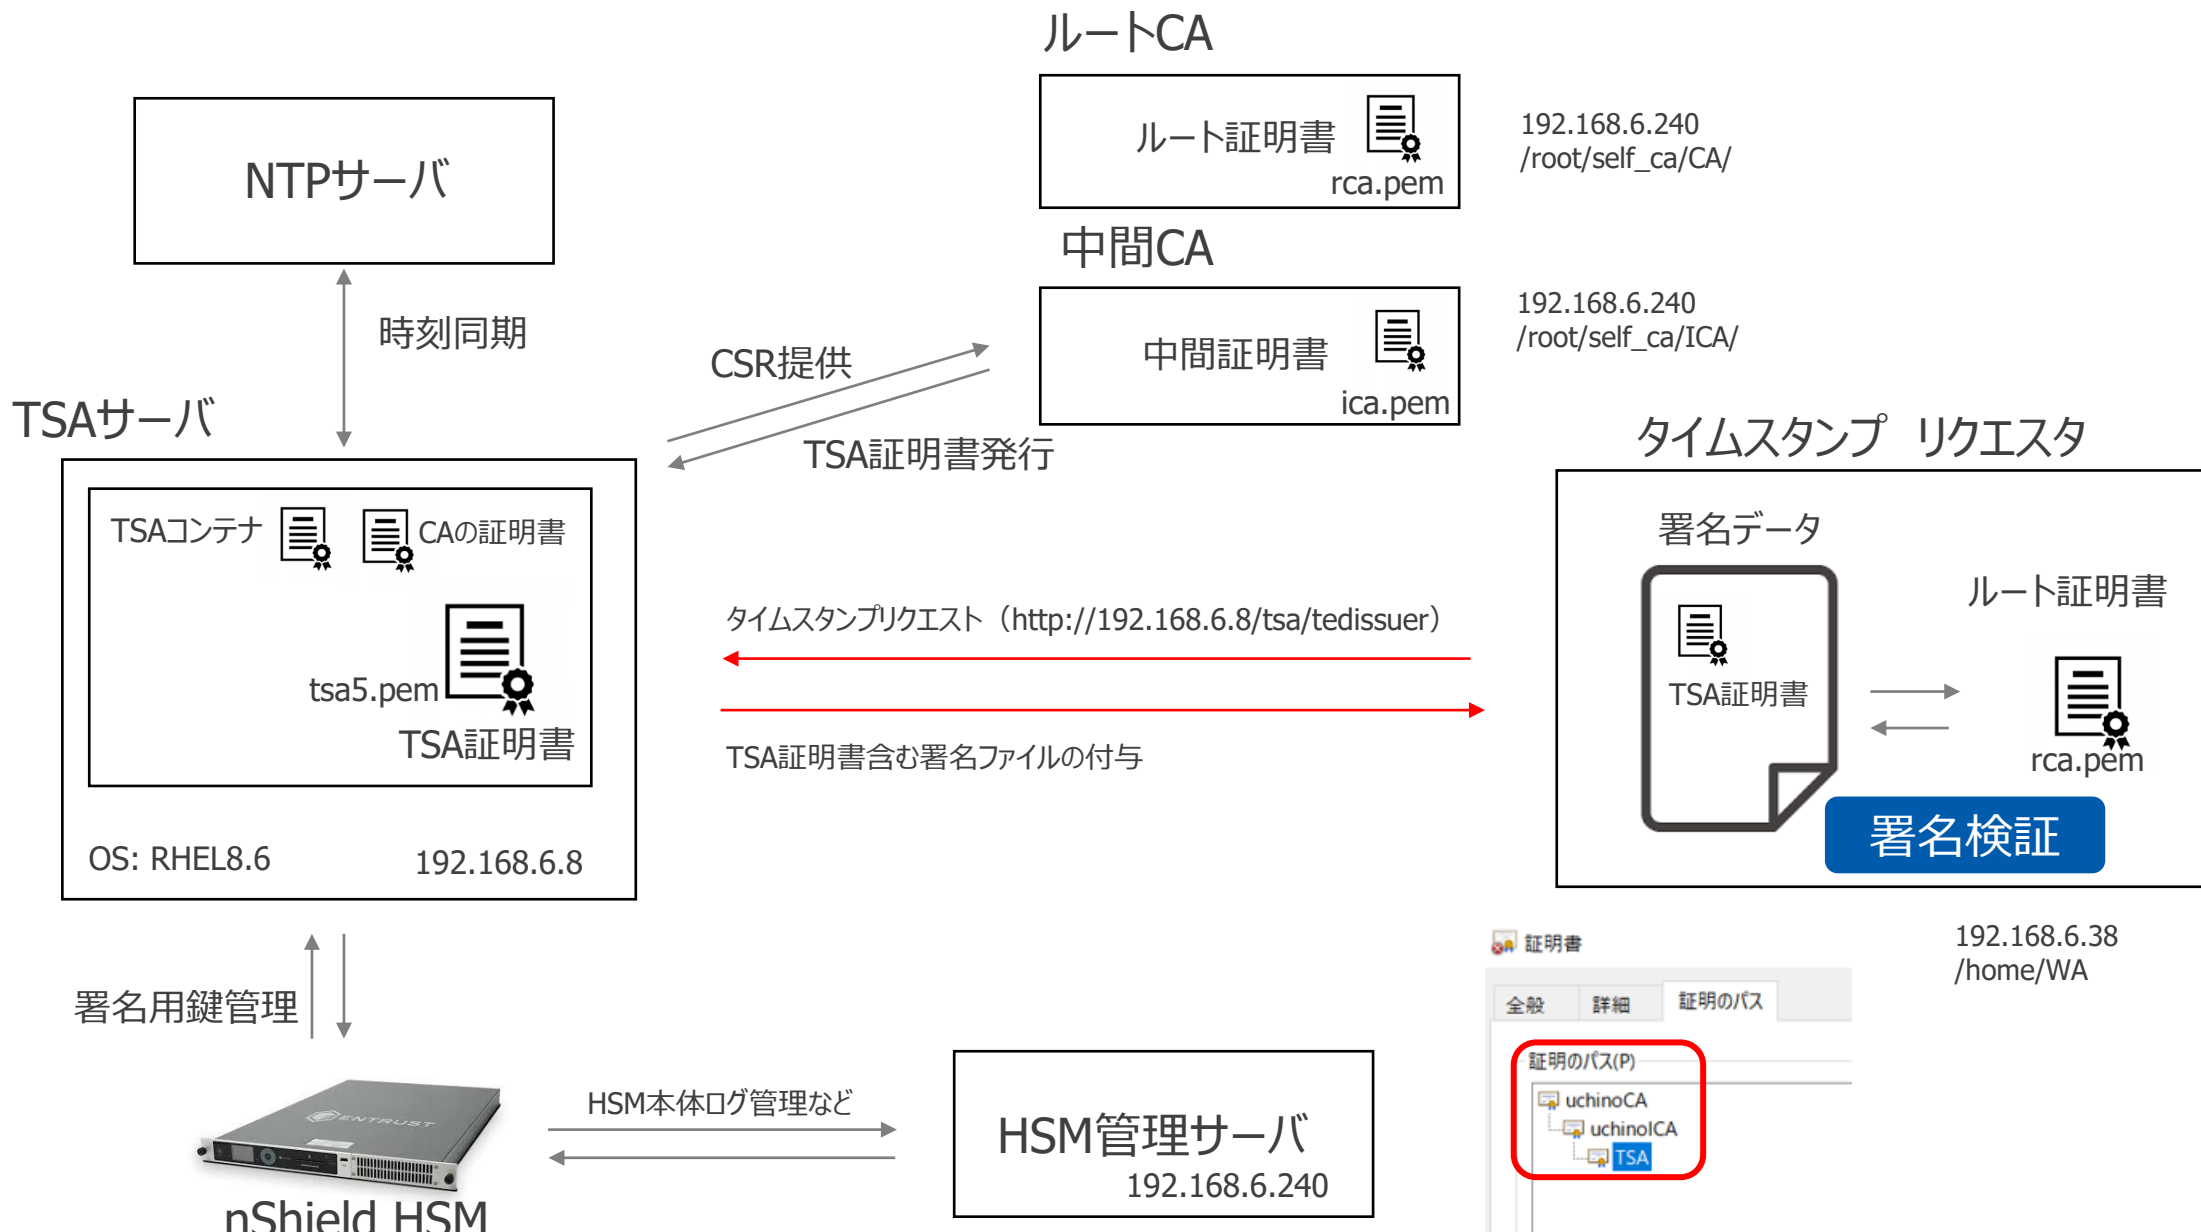 ルートCA
ルート証明書
rca.pem
192.168.6.240
/root/self_ca/CA/
NTPサーバ
中間CA
中間証明書
ica.pem
192.168.6.240
/root/self_ca/ICA/
時刻同期
CSR提供
TSA証明書発行
TSAサーバ
TSAコンテナ
CAの証明書
tsa5.pem
TSA証明書
OS: RHEL8.6
192.168.6.8
タイムスタンプリクエスト（http://192.168.6.8/tsa/tedissuer）
TSA証明書含む署名ファイルの付与
タイムスタンプ リクエスタ
署名データ
TSA証明書
ルート証明書
rca.pem
署名検証
192.168.6.38
/home/WA
署名用鍵管理
ENTRUST
nShield HSM
HSM本体ログ管理など
HSM管理サーバ
192.168.6.240
証明書
全般
詳細
証明のパス
証明のパス(P)
uchinoCA
uchinoICA
TSA